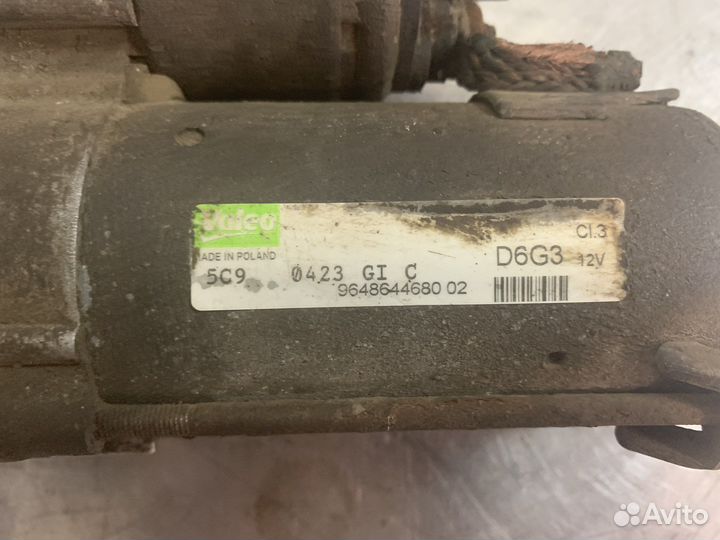 Valeo
MADE IN POLAND
5C9 0423 GI C
9648644680 02
D6G3
Cl.3
12V
Avito